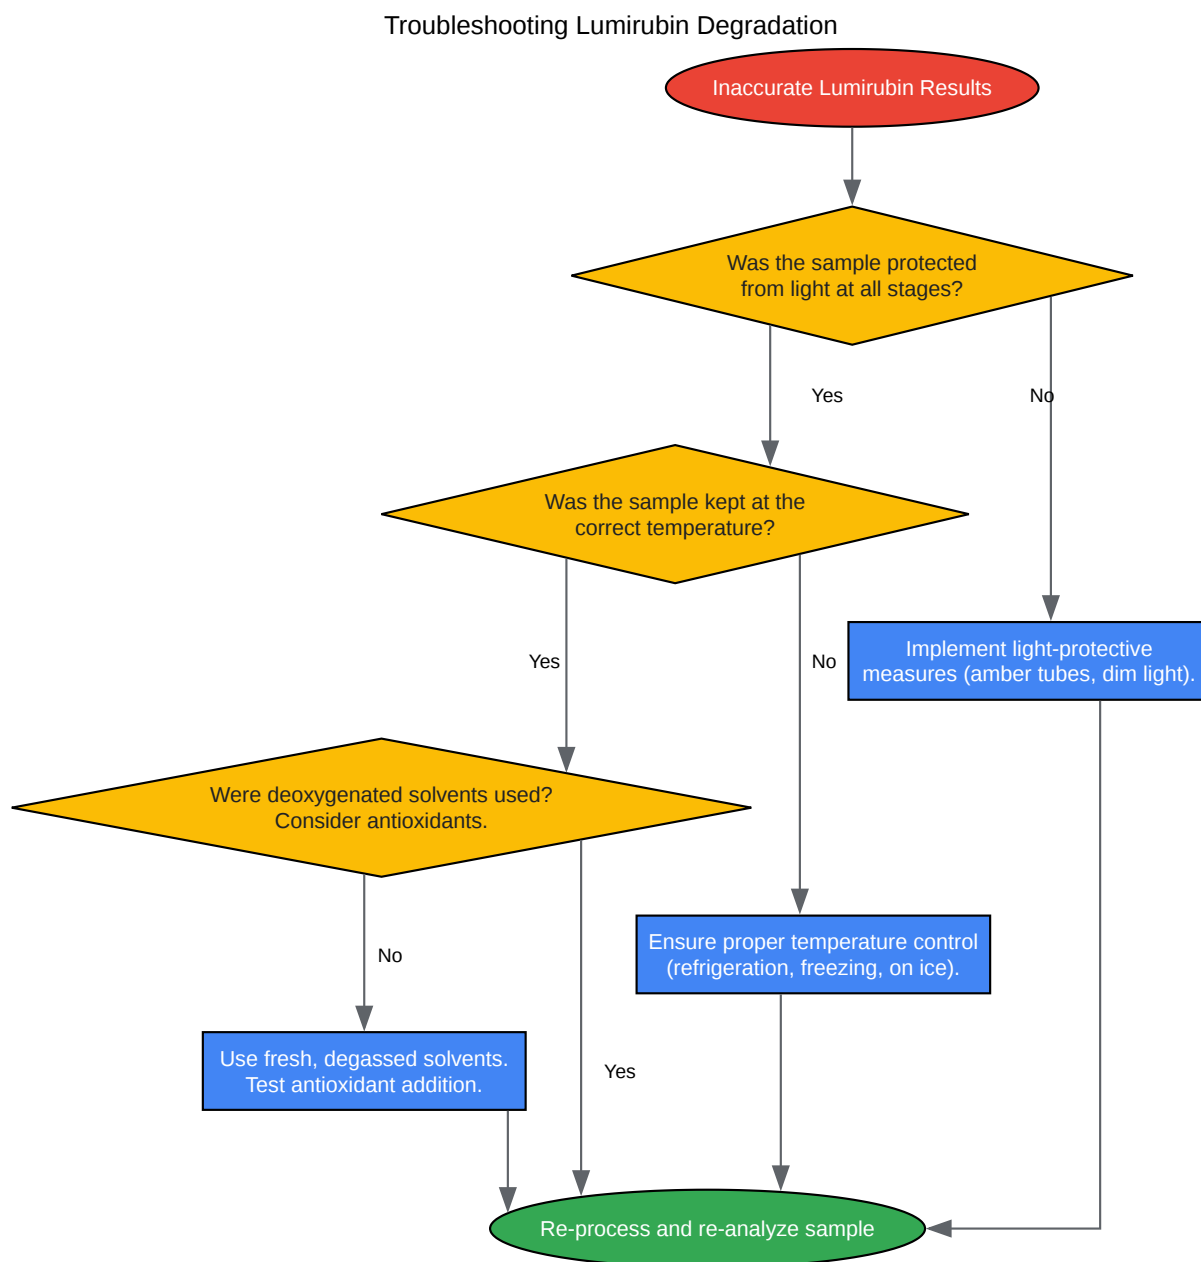 Troubleshooting Lumirubin Degradation
Inaccurate Lumirubin Results
Was the sample protected
from light at all stages?
Yes
No
Was the sample kept at the
correct temperature?
Implement light-protective
measures (amber tubes, dim light).
Yes
No
Were deoxygenated solvents used?
Consider antioxidants.
Ensure proper temperature control
(refrigeration, freezing, on ice).
No
Use fresh, degassed solvents.
Test antioxidant addition.
Yes
Re-process and re-analyze sample